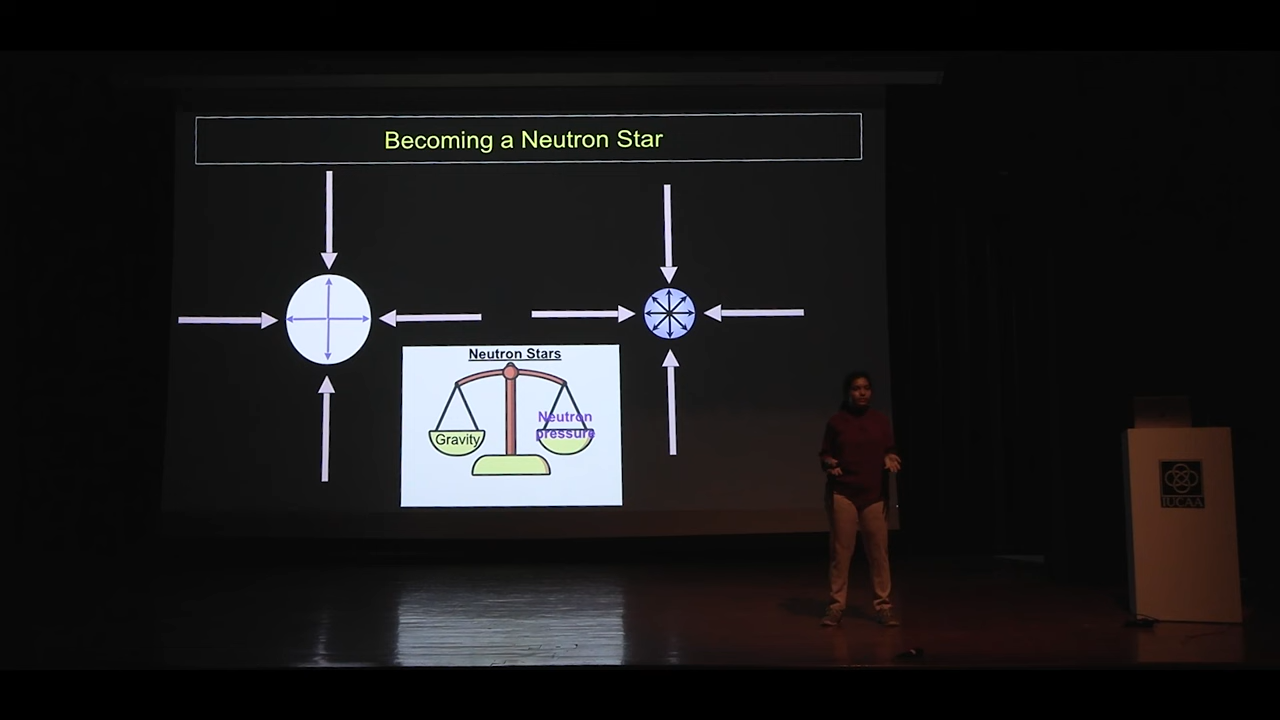 Becoming a Neutron Star
Neutron Stars
Gravity
Neutron
pressure
IUCAA